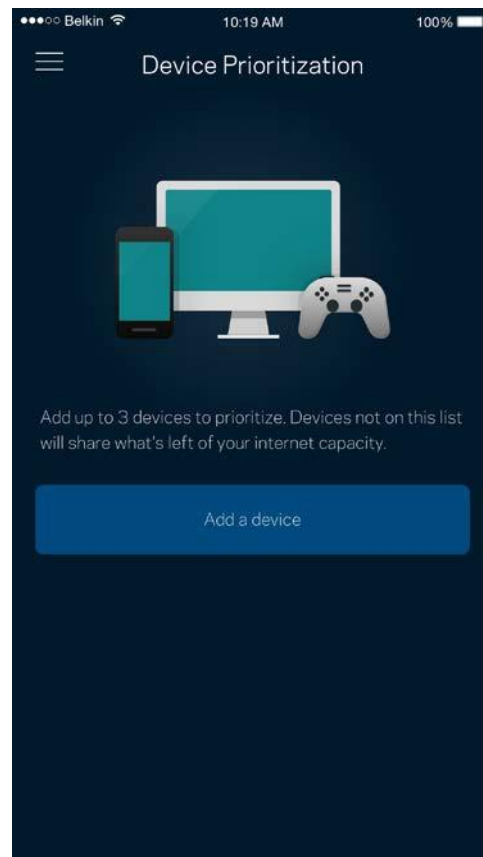 Belkin 10:19 AM 100%
Device Prioritization
Add up to 3 devices to prioritize. Devices not on this list
will share what's left of your internet capacity.
Add a device